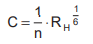 C = 1/n · R_H^(1/6)